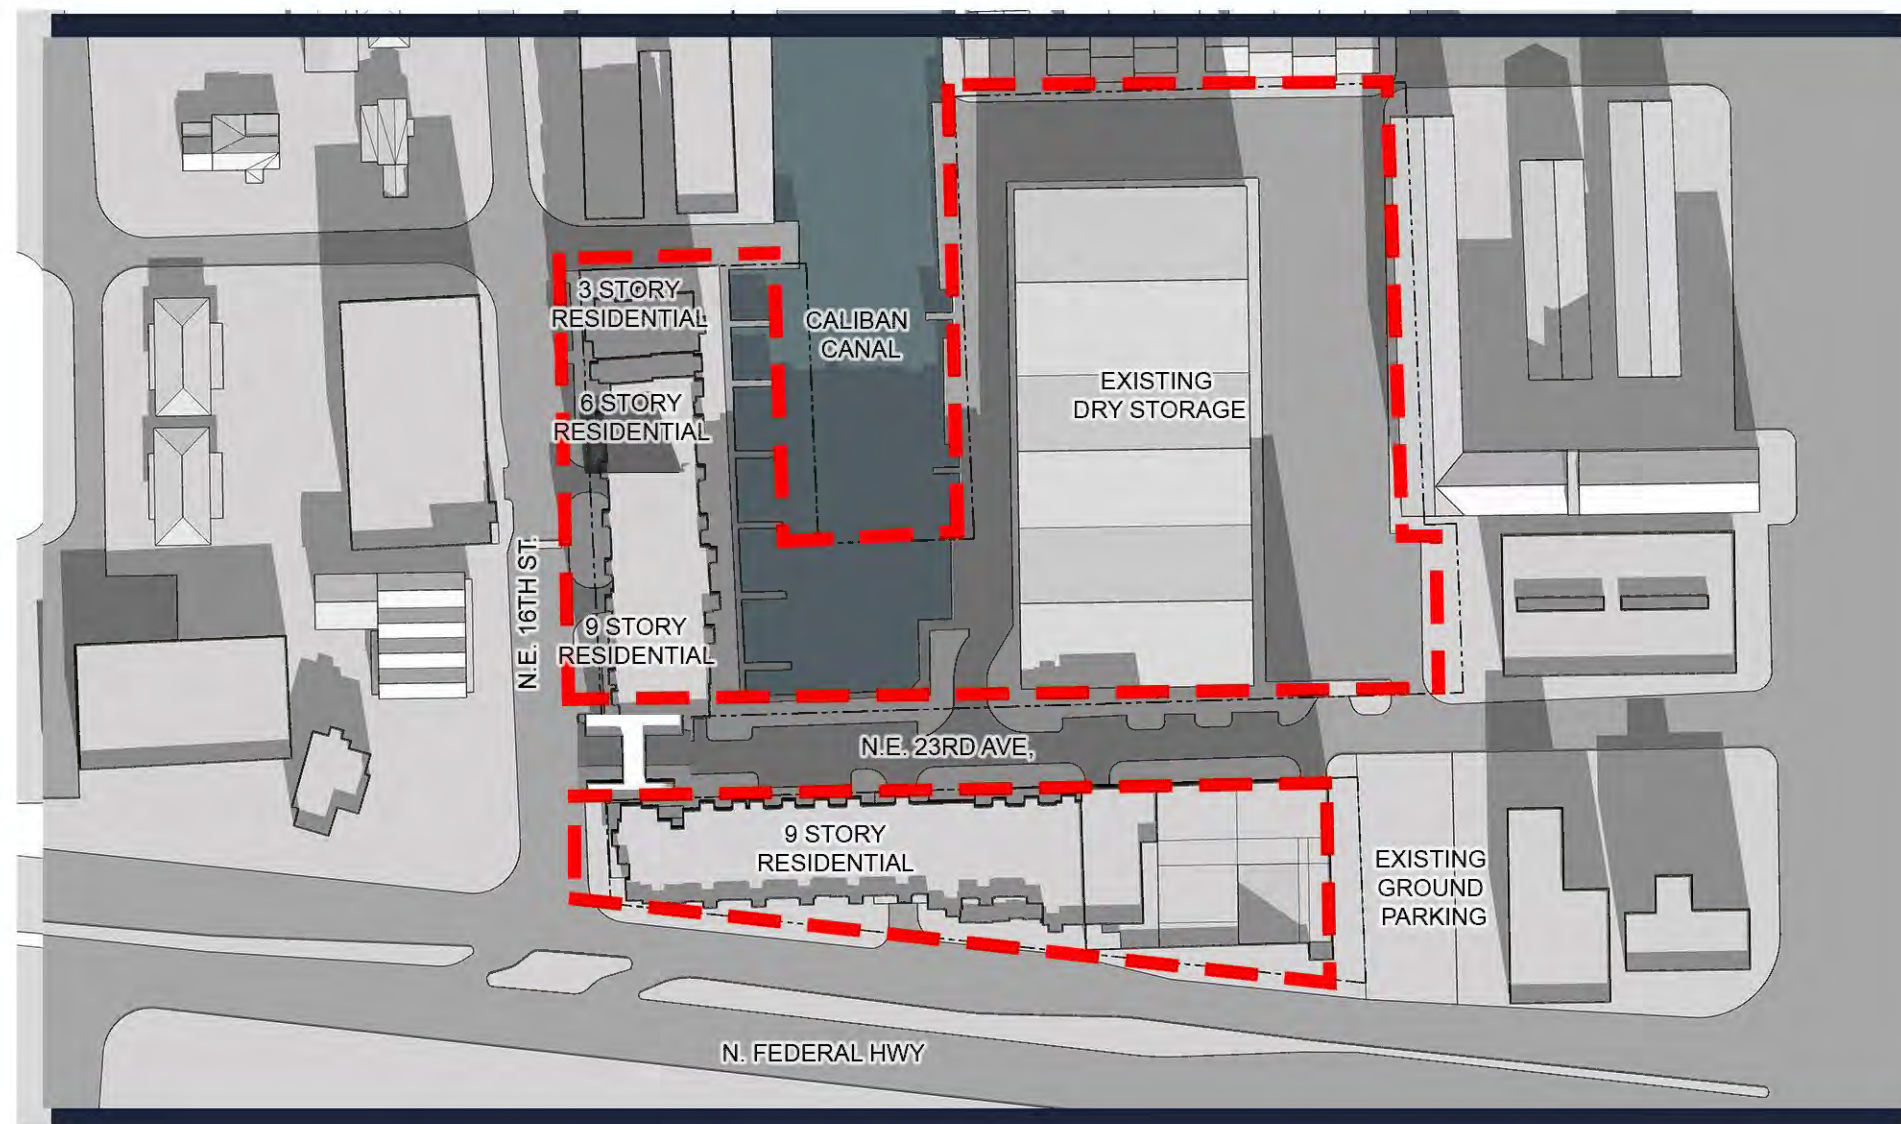 3 STORY
RESIDENTIAL
CALIBAN
CANAL
6 STORY
RESIDENTIAL
EXISTING
DRY STORAGE
N.E. 16TH ST.
9 STORY
RESIDENTIAL
N.E. 23RD AVE,
9 STORY
RESIDENTIAL
EXISTING
GROUND
PARKING
N. FEDERAL HWY